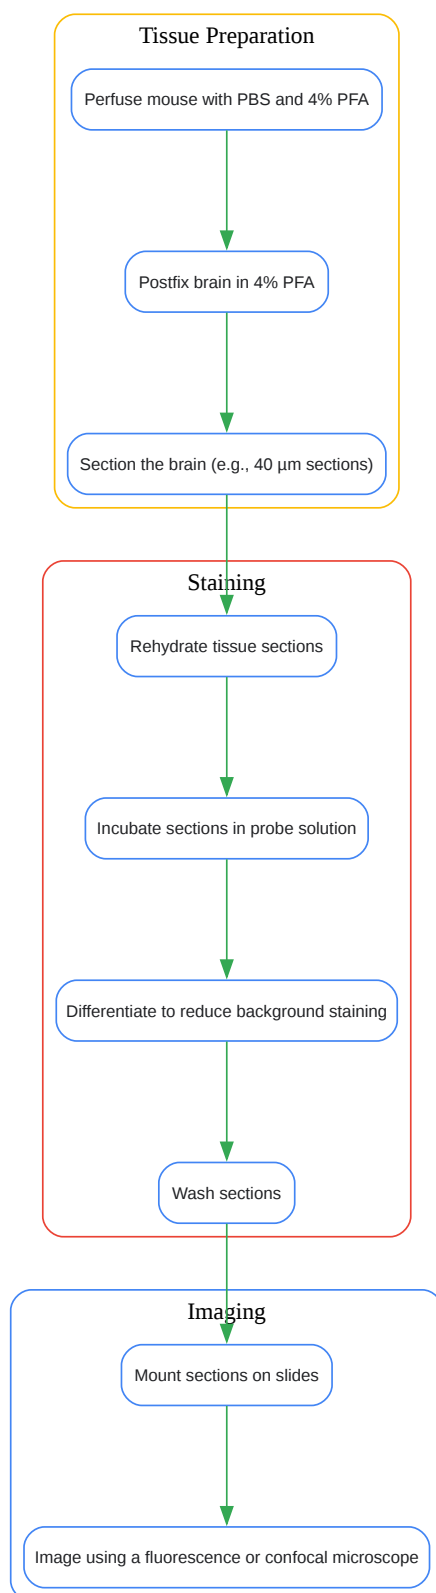 Tissue Preparation
Perfuse mouse with PBS and 4% PFA
Postfix brain in 4% PFA
Section the brain (e.g., 40 µm sections)
Staining
Rehydrate tissue sections
Incubate sections in probe solution
Differentiate to reduce background staining
Wash sections
Imaging
Mount sections on slides
Image using a fluorescence or confocal microscope